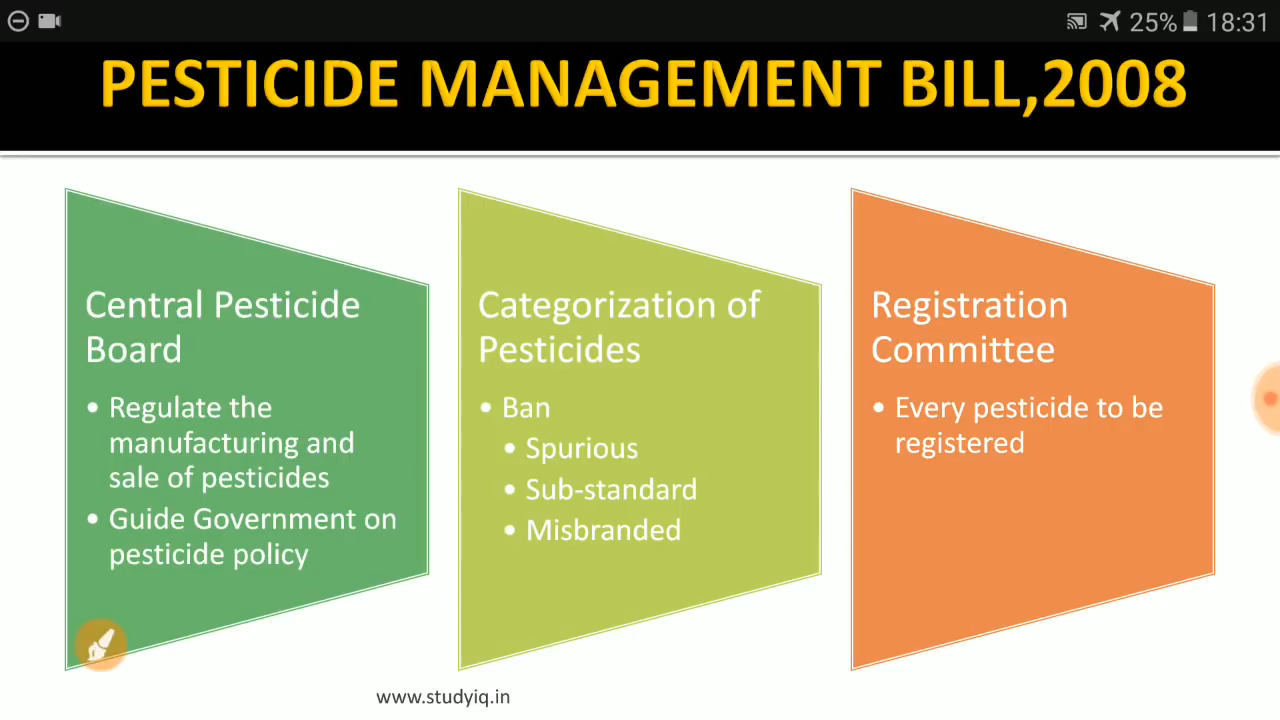 25% 18:31
PESTICIDE MANAGEMENT BILL,2008
Central Pesticide
Board
• Regulate the
manufacturing and
sale of pesticides
• Guide Government on
pesticide policy
Categorization of
Pesticides
• Ban
• Spurious
• Sub-standard
• Misbranded
Registration
Committee
• Every pesticide to be
registered
www.studyiq.in